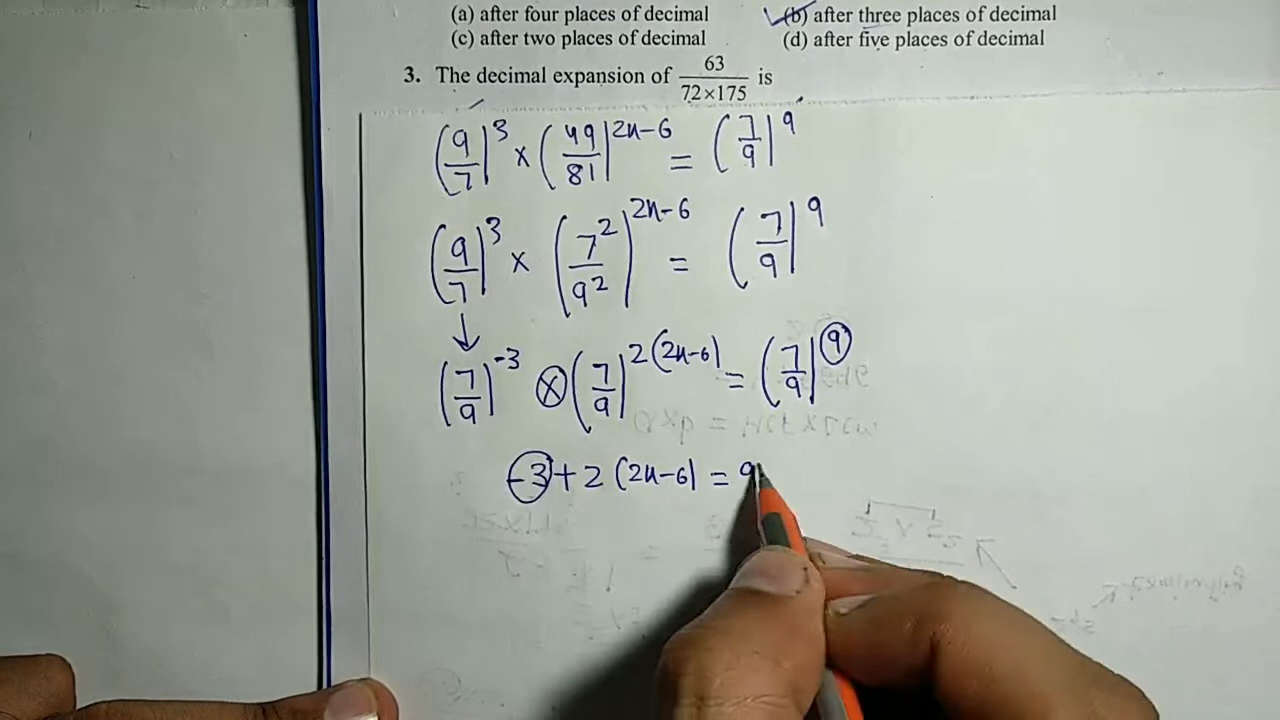 (a) after four places of decimal (b) after three places of decimal
(c) after two places of decimal (d) after five places of decimal
3. The decimal expansion of 63/(72×175) is
(9/7)^3 × (49/81)^(2n-6) = (7/9)^9
(9/7)^3 × (7^2/9^2)^(2n-6) = (7/9)^9
(7/9)^-3 × (7/9)^(2(2n-6)) = (7/9)^9
-3 + 2 (2n-6) = 9